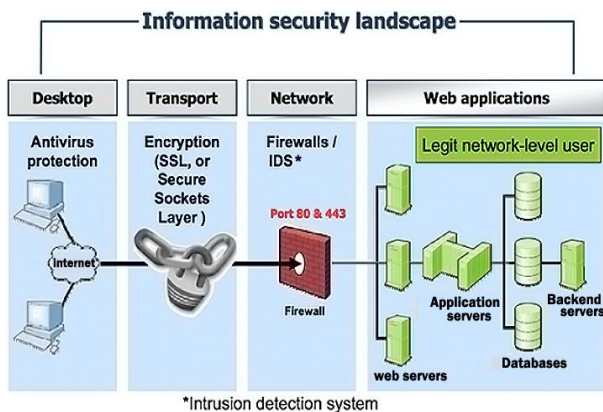 Information security landscape
Desktop
Transport
Network
Web applications
Antivirus
protection
Internet
Encryption
(SSL, or
Secure
Sockets
Layer )
Firewalls /
IDS*
Port 80 & 443
Firewall
Legit network-level user
Application
servers
Backend
servers
web servers
Databases
*Intrusion detection system